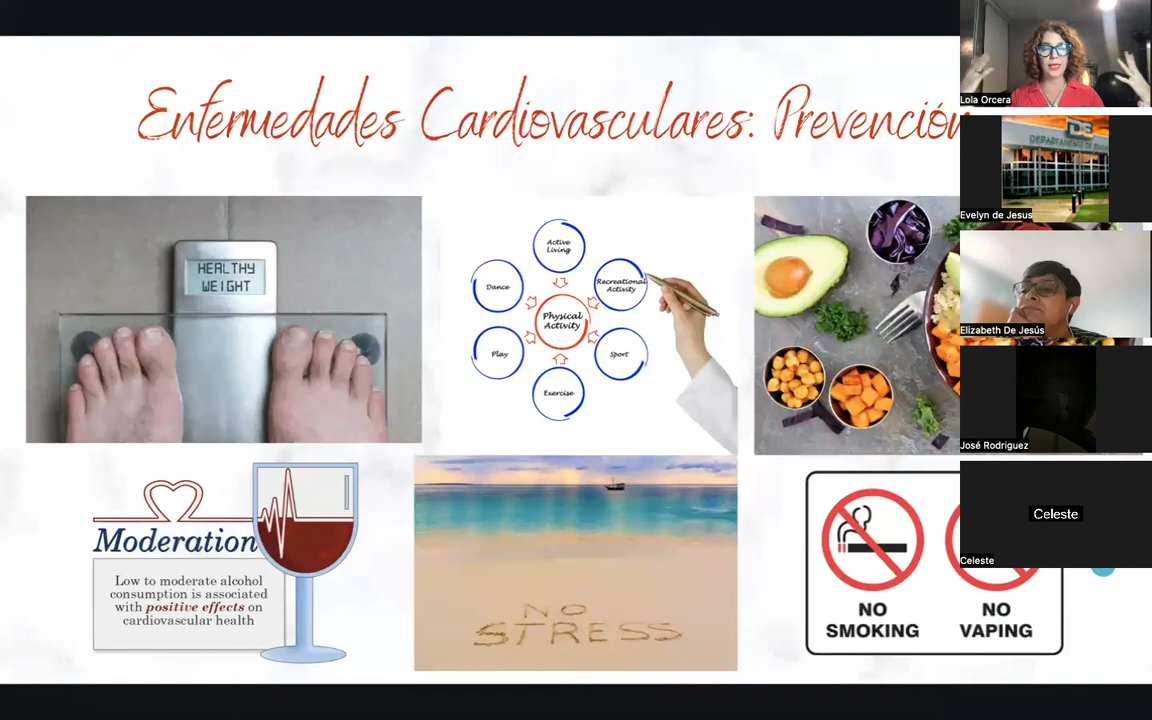 Enfermedades Cardiovasculares: Prevención
HEALTHY
WEIGHT
Active
Living
Dance
Recreational
Activity
Physical
Activity
Play
Sport
Exercise
Moderation
Low to moderate alcohol
consumption is associated
with positive effects on
cardiovascular health
NO
STRESS
NO
SMOKING
NO
VAPING
Lola Orcera
DE
Evelyn de Jesus
Elizabeth De Jesús
José Rodriguez
Celeste
Celeste